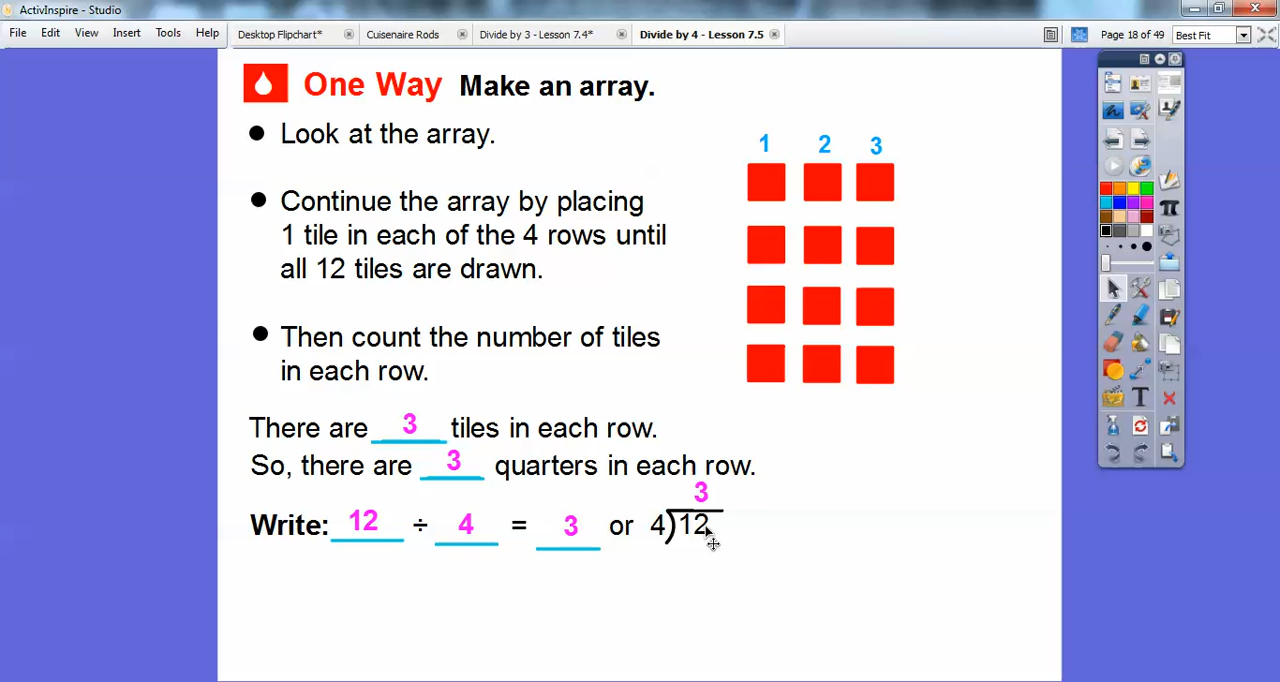 ActivInspire - Studio
File Edit View Insert Tools Help
Desktop Flipchart* Cuisenaire Rods Divide by 3 - Lesson 7.4* Divide by 4 - Lesson 7.5
Page 18 of 49 Best Fit
One Way Make an array.
● Look at the array.
● Continue the array by placing
1 tile in each of the 4 rows until
all 12 tiles are drawn.
● Then count the number of tiles
in each row.
1 2 3
There are 3 tiles in each row.
So, there are 3 quarters in each row.
3
Write: 12 ÷ 4 = 3 or 4)12